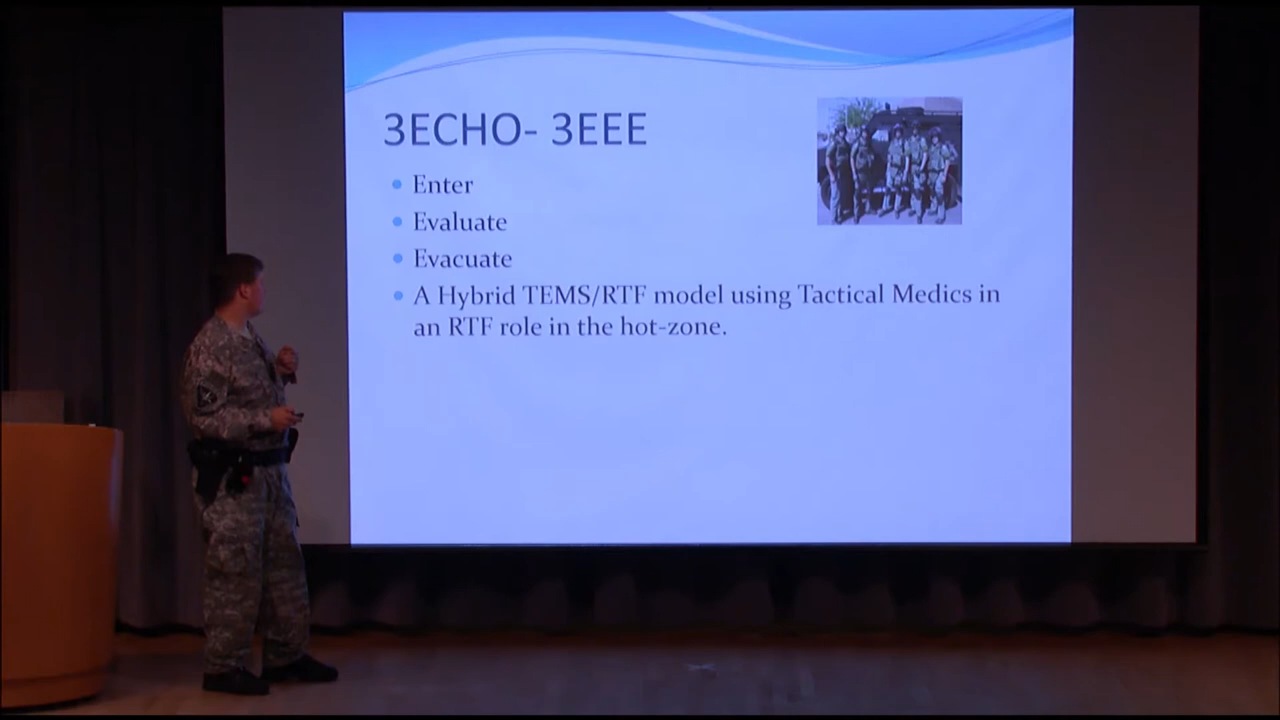 3ECHO- 3EEE
Enter
Evaluate
Evacuate
A Hybrid TEMS/RTF model using Tactical Medics in
an RTF role in the hot-zone.